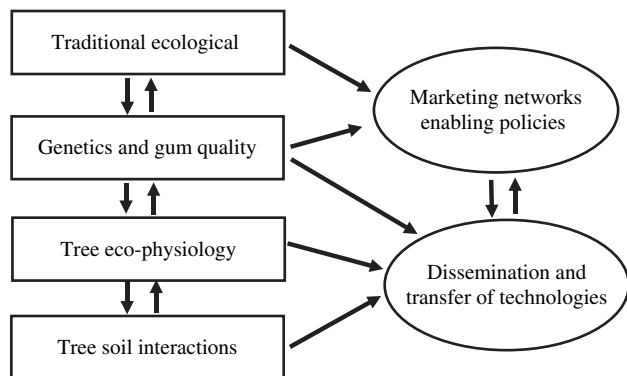 Traditional ecological
Genetics and gum quality
Tree eco-physiology
Tree soil interactions
Marketing networks
enabling policies
Dissemination and
transfer of technologies